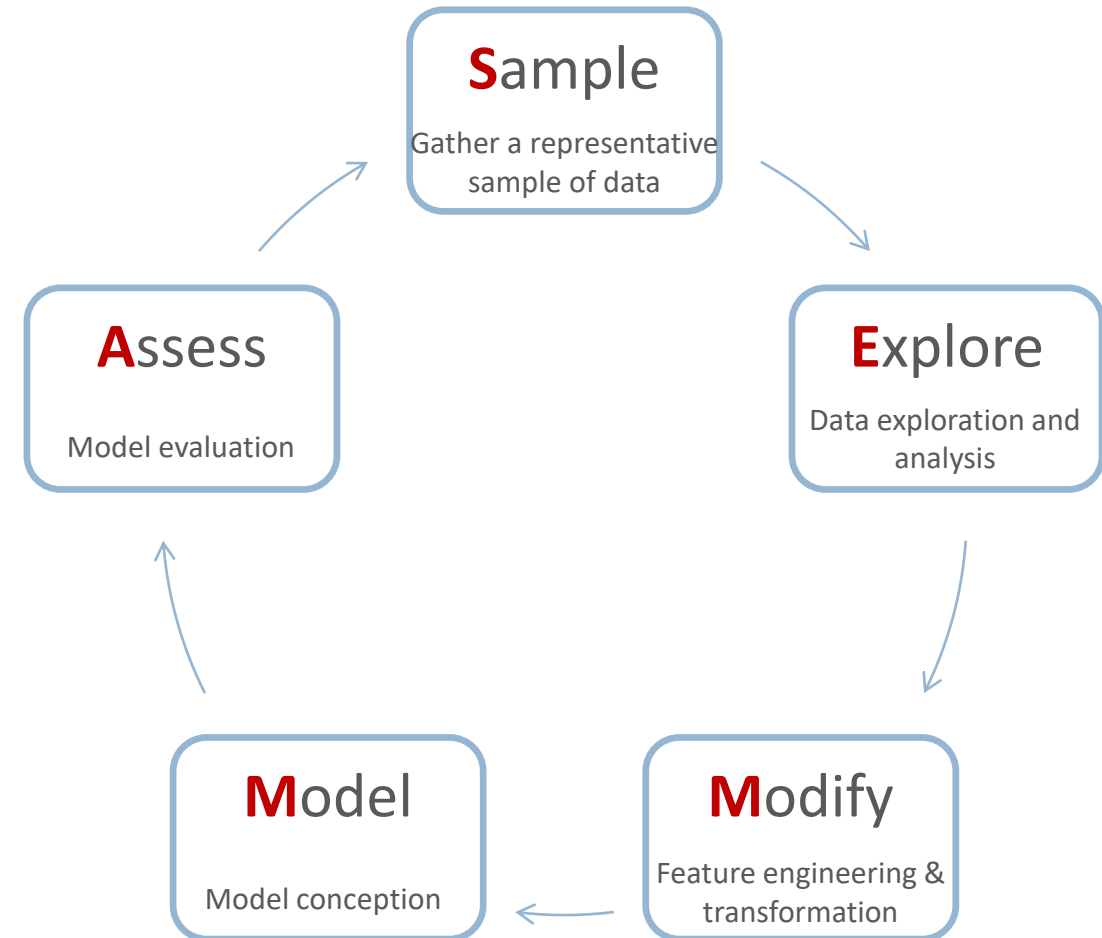 Sample
Gather a representative
sample of data
Explore
Data exploration and
analysis
Modify
Feature engineering &
transformation
Model
Model conception
Assess
Model evaluation